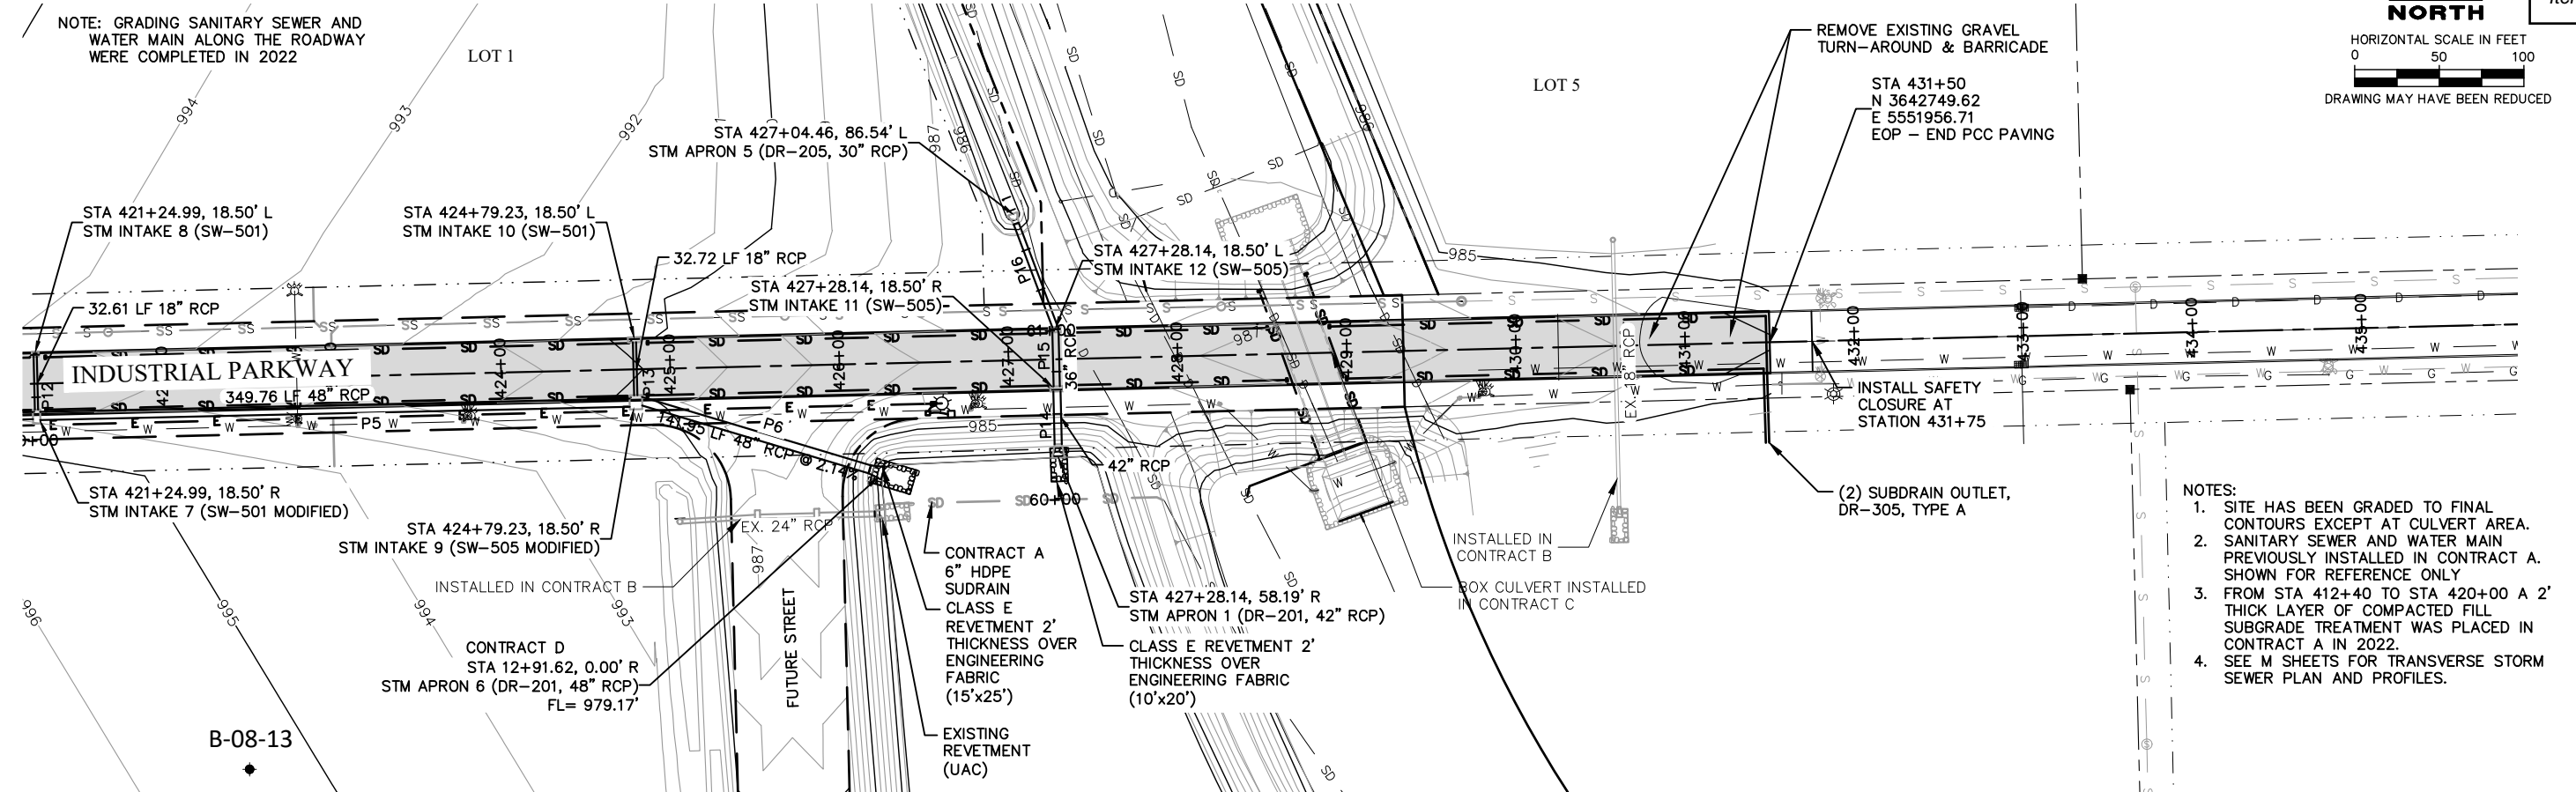 NOTE: GRADING SANITARY SEWER AND
WATER MAIN ALONG THE ROADWAY
WERE COMPLETED IN 2022
LOT 1
LOT 5
994
993
992
987
986
986
REMOVE EXISTING GRAVEL
TURN-AROUND & BARRICADE
NORTH
HORIZONTAL SCALE IN FEET
0 50 100
DRAWING MAY HAVE BEEN REDUCED
STA 431+50
N 3642749.62
E 5551956.71
EOP - END PCC PAVING
STA 427+04.46, 86.54' L
STM APRON 5 (DR-205, 30" RCP)
STA 421+24.99, 18.50' L
STM INTAKE 8 (SW-501)
STA 424+79.23, 18.50' L
STM INTAKE 10 (SW-501)
32.72 LF 18" RCP
STA 427+28.14, 18.50' L
STM INTAKE 12 (SW-505)
STA 427+28.14, 18.50' R
STM INTAKE 11 (SW-505)
32.61 LF 18" RCP
985
P16
P12
INDUSTRIAL PARKWAY
349.76 LF 48" RCP
424+00
P13
425+00
426+00
427+00
P15
36" RCP
428+00
987
429+00
430+00
EX. 18" RCP
431+00
432+00
433+00
434+00
435+00
P5
P6
141.95 LF 48" RCP @ 2.14%
985
P14
42" RCP
60+00
INSTALL SAFETY
CLOSURE AT
STATION 431+75
STA 421+24.99, 18.50' R
STM INTAKE 7 (SW-501 MODIFIED)
STA 424+79.23, 18.50' R
STM INTAKE 9 (SW-505 MODIFIED)
EX. 24" RCP
INSTALLED IN CONTRACT B
987
FUTURE STREET
CONTRACT A
6" HDPE
SUDRAIN
CLASS E
REVETMENT 2'
THICKNESS OVER
ENGINEERING
FABRIC
(15'x25')
EXISTING
REVETMENT
(UAC)
STA 427+28.14, 58.19' R
STM APRON 1 (DR-201, 42" RCP)
CLASS E REVETMENT 2'
THICKNESS OVER
ENGINEERING FABRIC
(10'x20')
INSTALLED IN
CONTRACT B
BOX CULVERT INSTALLED
IN CONTRACT C
(2) SUBDRAIN OUTLET,
DR-305, TYPE A
996
995
994
993
CONTRACT D
STA 12+91.62, 0.00' R
STM APRON 6 (DR-201, 48" RCP)
FL= 979.17'
B-08-13
NOTES:
1. SITE HAS BEEN GRADED TO FINAL
CONTOURS EXCEPT AT CULVERT AREA.
2. SANITARY SEWER AND WATER MAIN
PREVIOUSLY INSTALLED IN CONTRACT A.
SHOWN FOR REFERENCE ONLY
3. FROM STA 412+40 TO STA 420+00 A 2'
THICK LAYER OF COMPACTED FILL
SUBGRADE TREATMENT WAS PLACED IN
CONTRACT A IN 2022.
4. SEE M SHEETS FOR TRANSVERSE STORM
SEWER PLAN AND PROFILES.